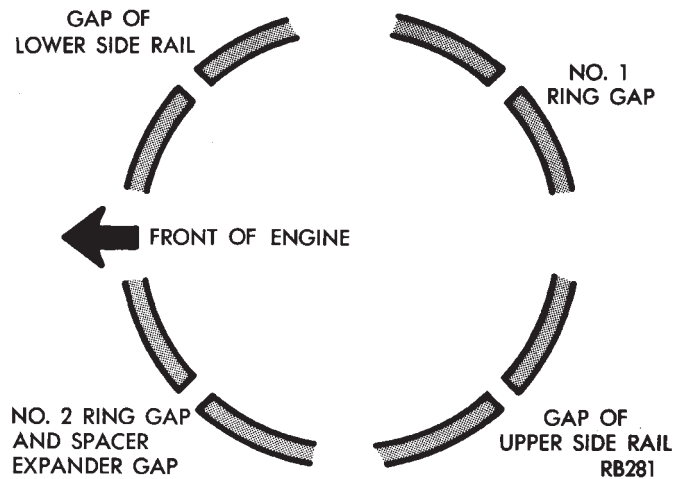 GAP OF
LOWER SIDE RAIL
NO. 1
RING GAP
FRONT OF ENGINE
NO. 2 RING GAP
AND SPACER
EXPANDER GAP
GAP OF
UPPER SIDE RAIL
RB281